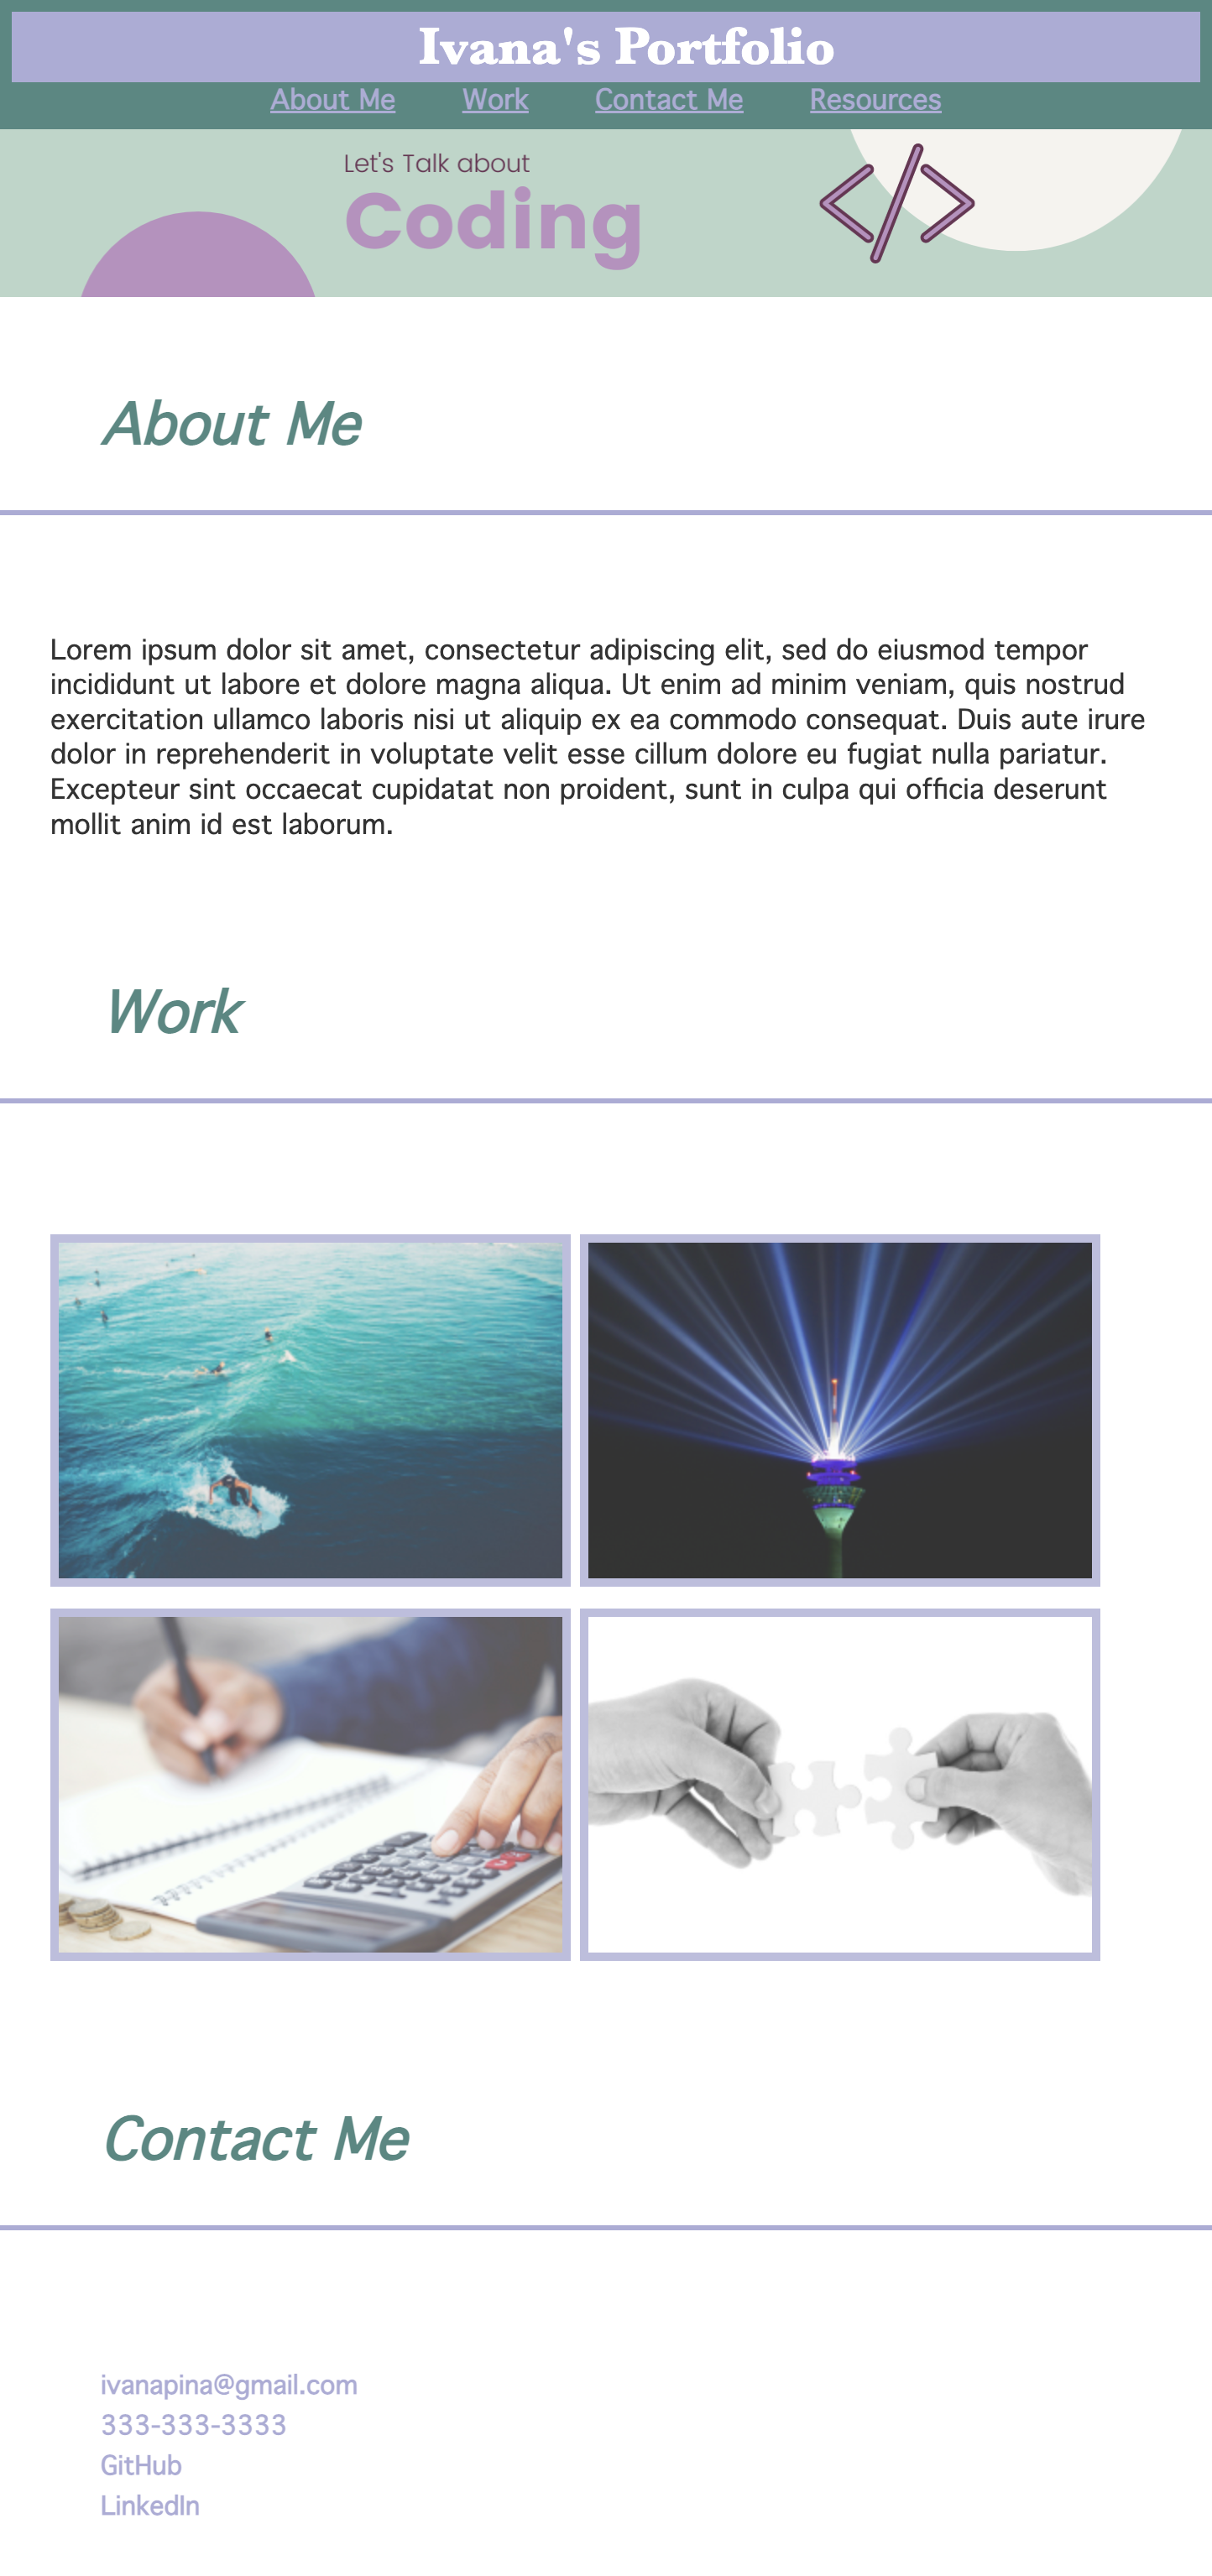 Ivana's Portfolio
About Me Work Contact Me Resources
Let's Talk about
Coding
</>
About Me
Lorem ipsum dolor sit amet, consectetur adipiscing elit, sed do eiusmod tempor
incididunt ut labore et dolore magna aliqua. Ut enim ad minim veniam, quis nostrud
exercitation ullamco laboris nisi ut aliquip ex ea commodo consequat. Duis aute irure
dolor in reprehenderit in voluptate velit esse cillum dolore eu fugiat nulla pariatur.
Excepteur sint occaecat cupidatat non proident, sunt in culpa qui officia deserunt
mollit anim id est laborum.
Work
Contact Me
ivanapina@gmail.com
333-333-3333
GitHub
LinkedIn